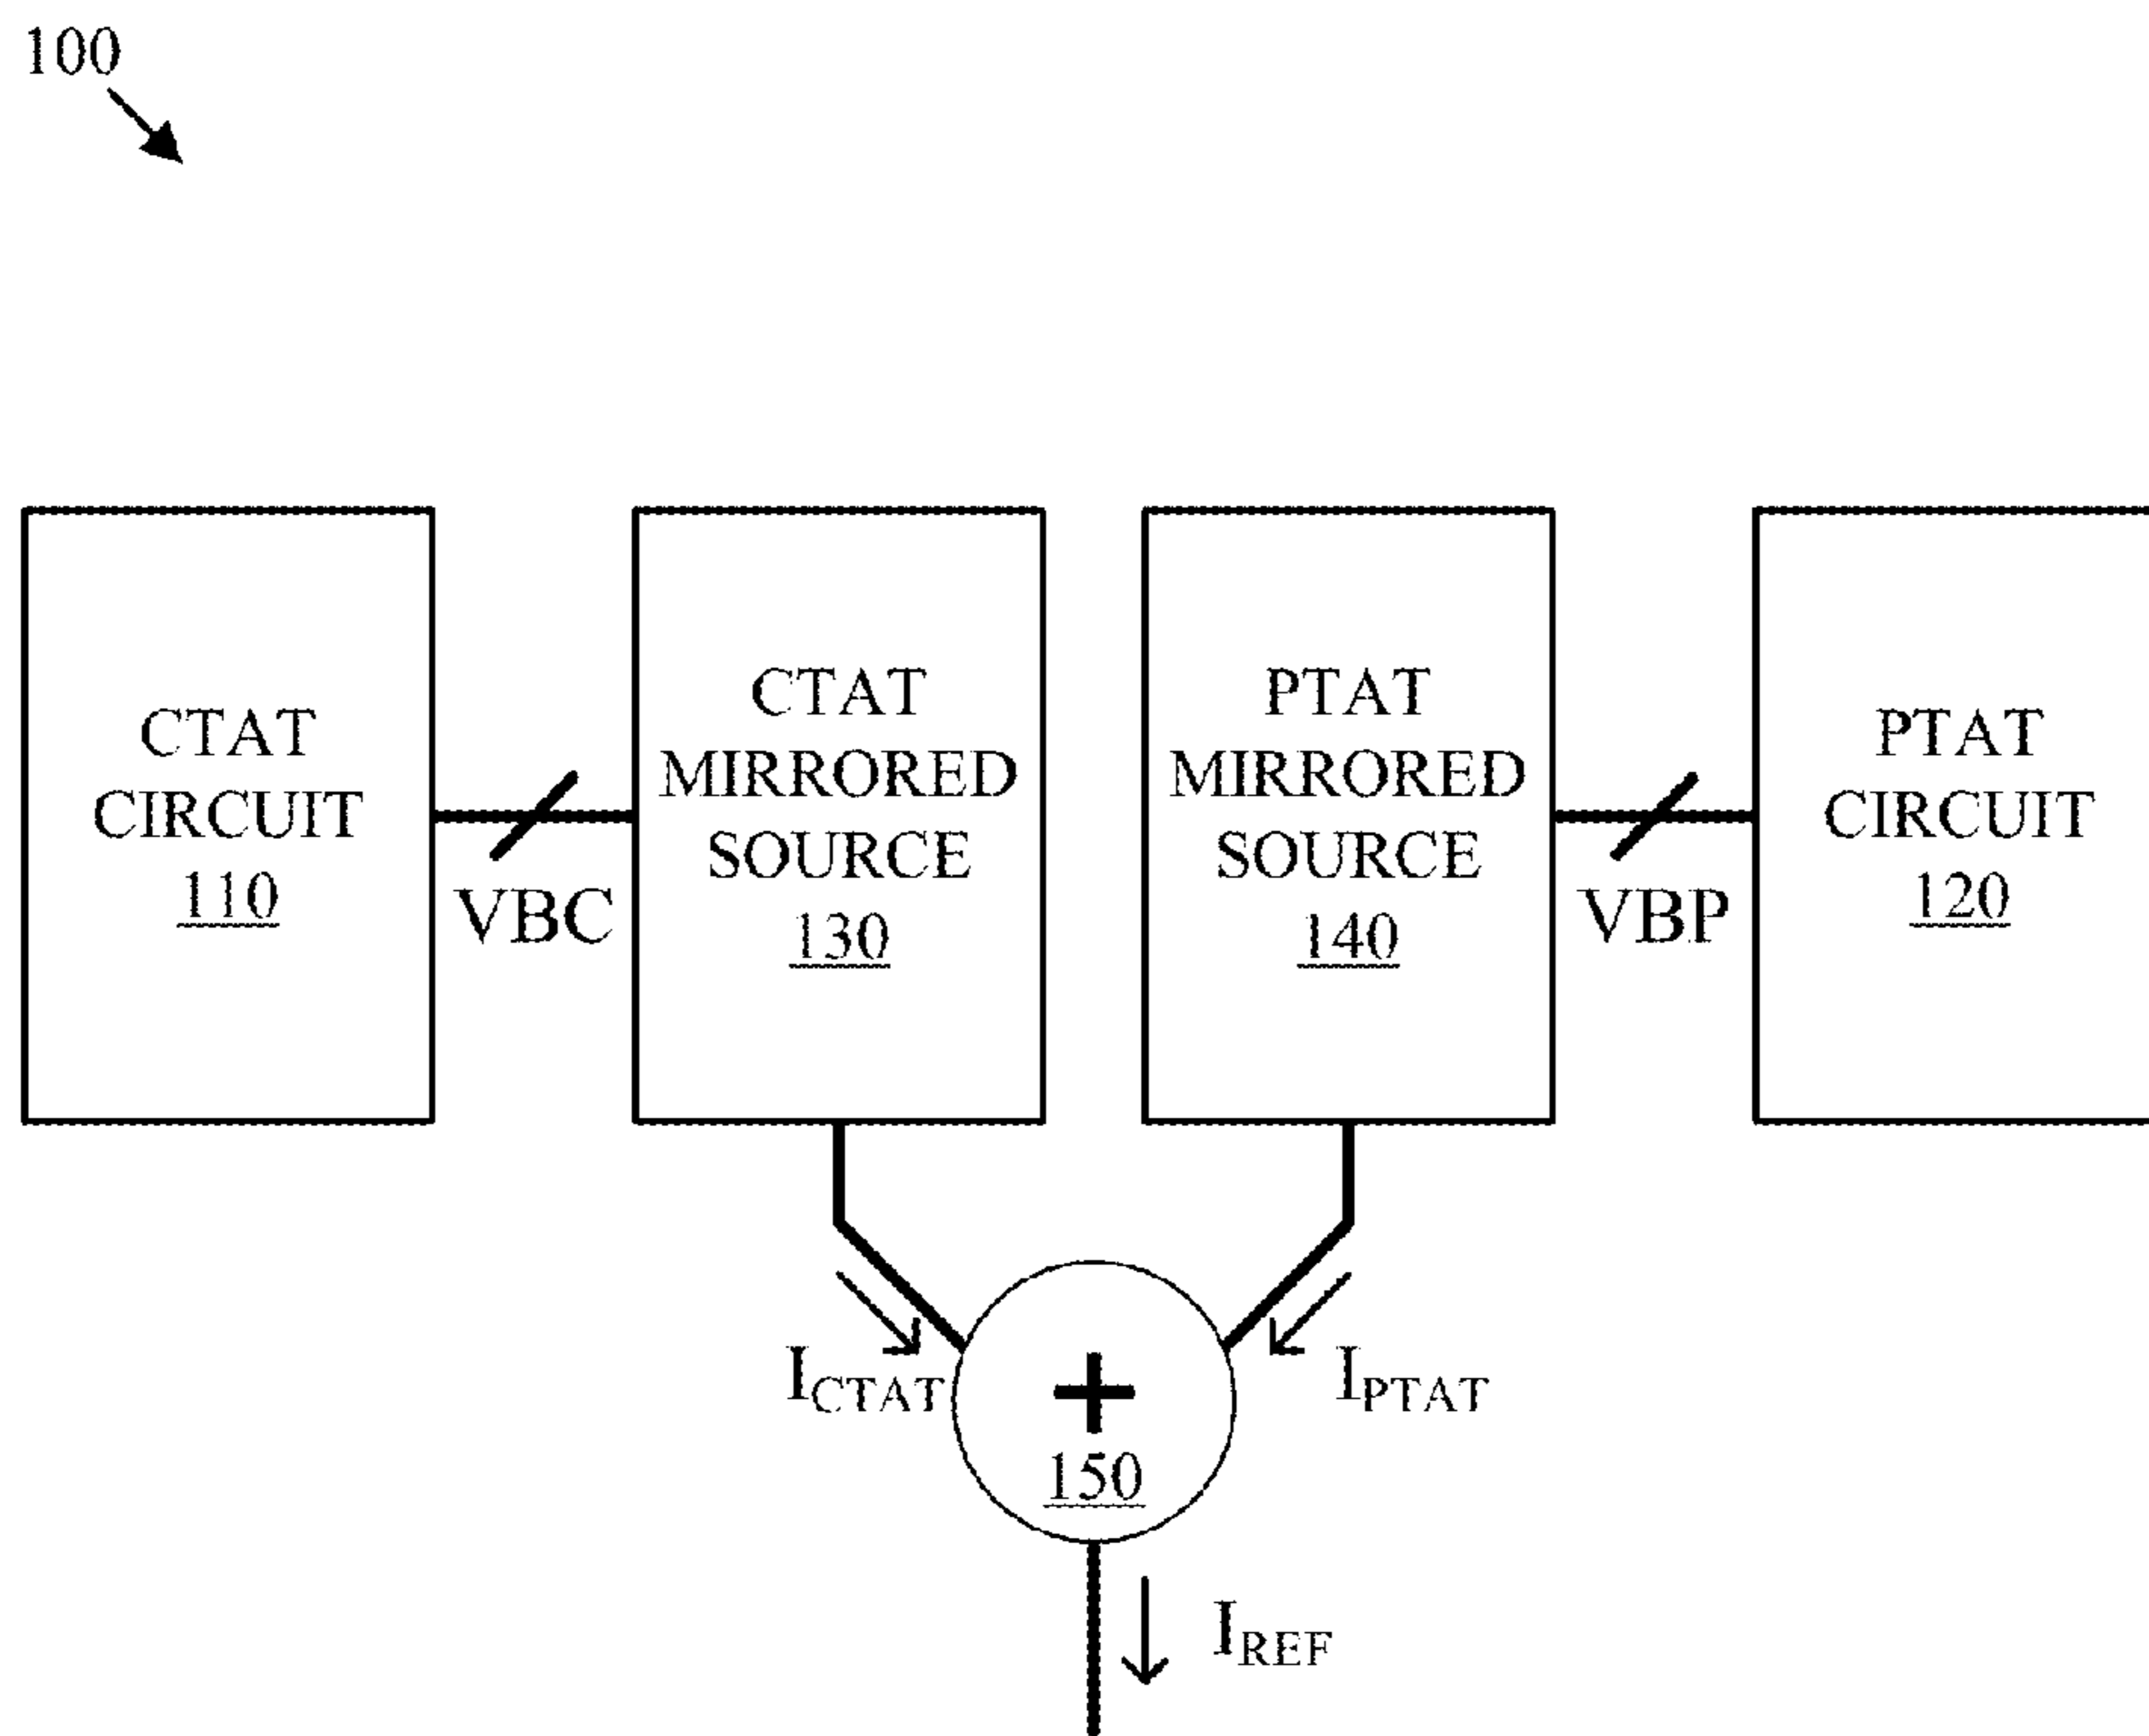 100
CTAT
CIRCUIT
110
VBC
CTAT
MIRRORED
SOURCE
130
PTAT
MIRRORED
SOURCE
140
VBP
PTAT
CIRCUIT
120
ICTAT
+
150
IPTAT
IREF